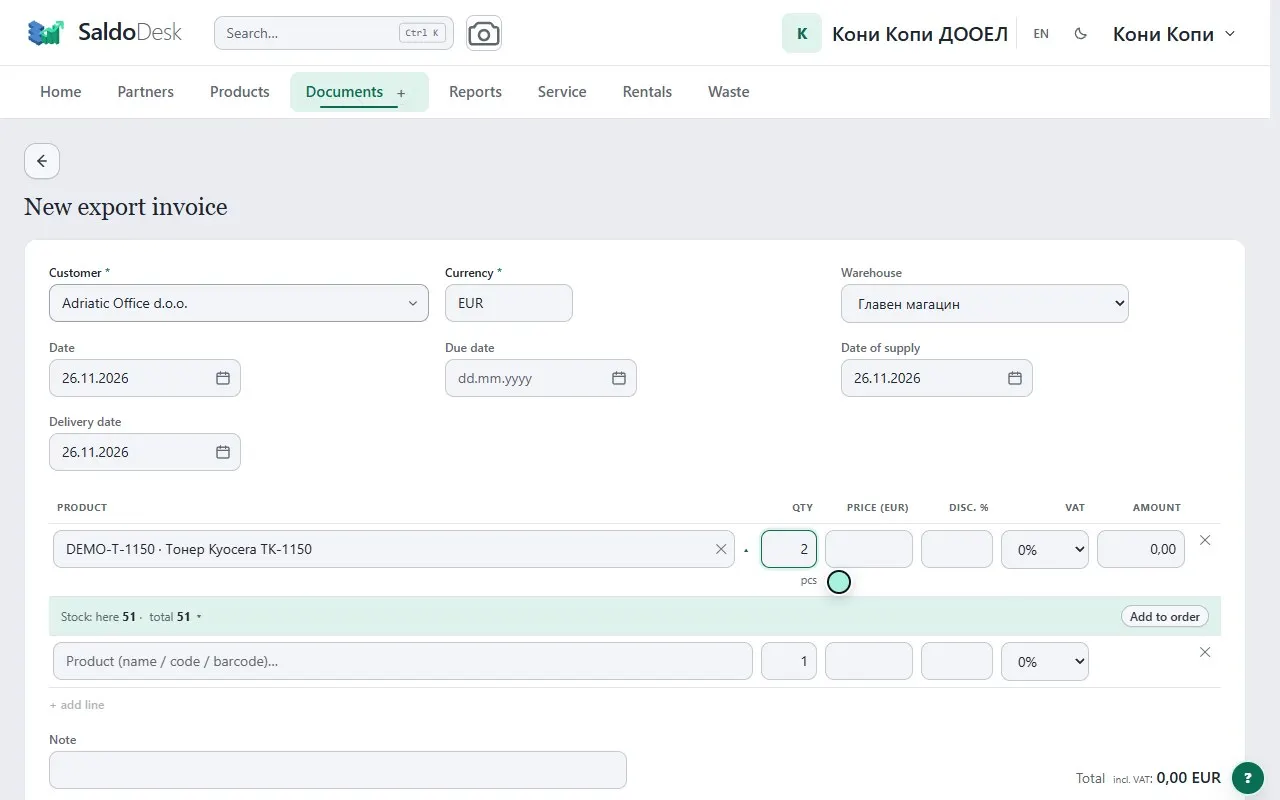 SaldoDesk
Search... Ctrl K
K Кони Копи ДООЕЛ EN Кони Копи
Home Partners Products Documents + Reports Service Rentals Waste
New export invoice
Customer * Currency * Warehouse
Adriatic Office d.o.o. EUR Главен магацин
Date Due date Date of supply
26.11.2026 dd.mm.yyyy 26.11.2026
Delivery date
26.11.2026
PRODUCT QTY PRICE (EUR) DISC. % VAT AMOUNT
DEMO-T-1150 · Тонер Kyocera TK-1150 2 0% 0,00
pcs
Stock: here 51 · total 51 Add to order
Product (name / code / barcode)... 1 0%
+ add line
Note
Total incl. VAT: 0,00 EUR ?